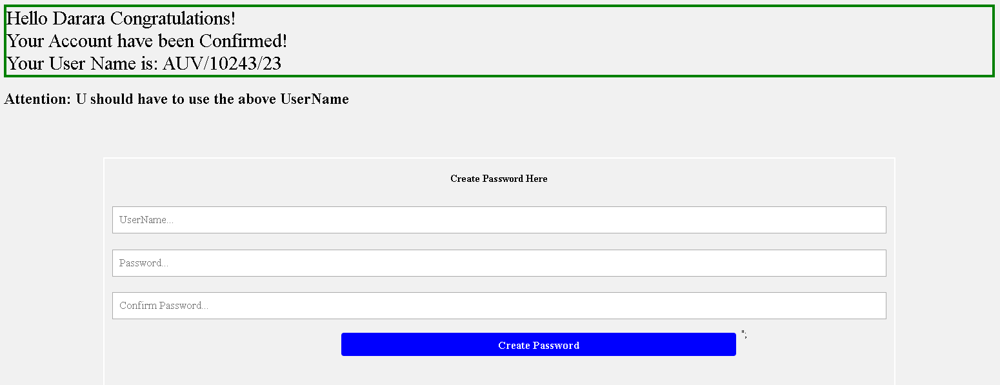 Hello Darara Congratulations!
Your Account have been Confirmed!
Your User Name is: AUV/10243/23
Attention: U should have to use the above UserName
Create Password Here
UserName...
Password...
Confirm Password...
Create Password ";